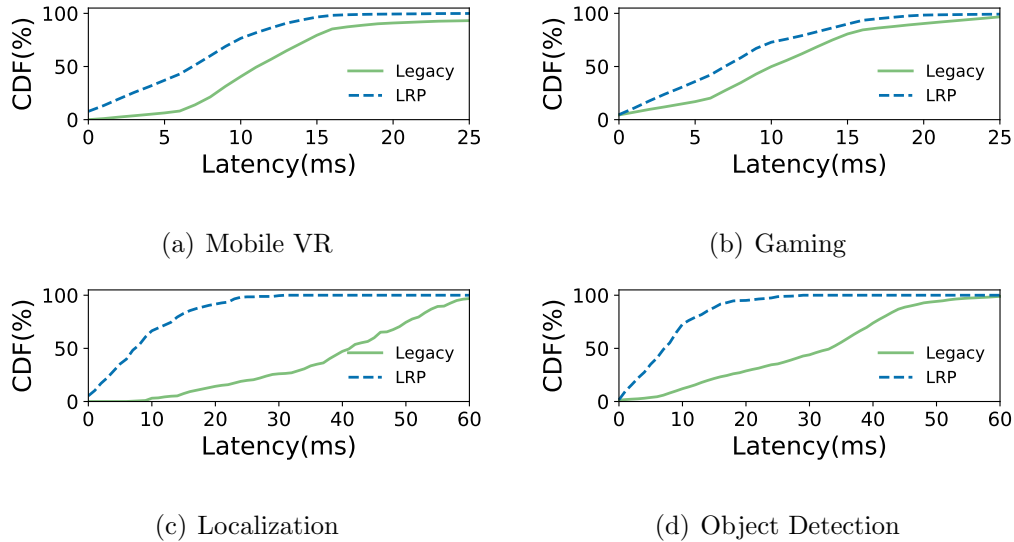 CDF(%)
100
50
0
Legacy
LRP
0 5 10 15 20 25
Latency(ms)
(a) Mobile VR
CDF(%)
100
50
0
Legacy
LRP
0 5 10 15 20 25
Latency(ms)
(b) Gaming
CDF(%)
100
50
0
Legacy
LRP
0 10 20 30 40 50 60
Latency(ms)
(c) Localization
CDF(%)
100
50
0
Legacy
LRP
0 10 20 30 40 50 60
Latency(ms)
(d) Object Detection